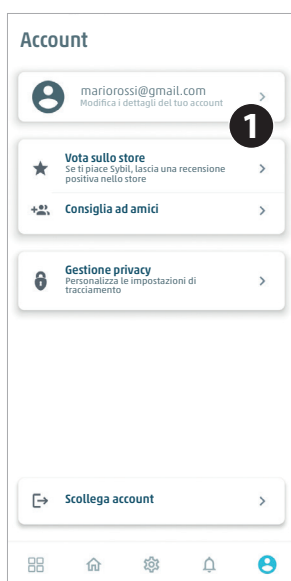 Account
mariorossi@gmail.com
Modifica i dettagli del tuo account
1
Vota sullo store
Se ti piace Sybil, lascia una recensione
positiva nello store
Consiglia ad amici
Gestione privacy
Personalizza le impostazioni di
tracciamento
Scollega account